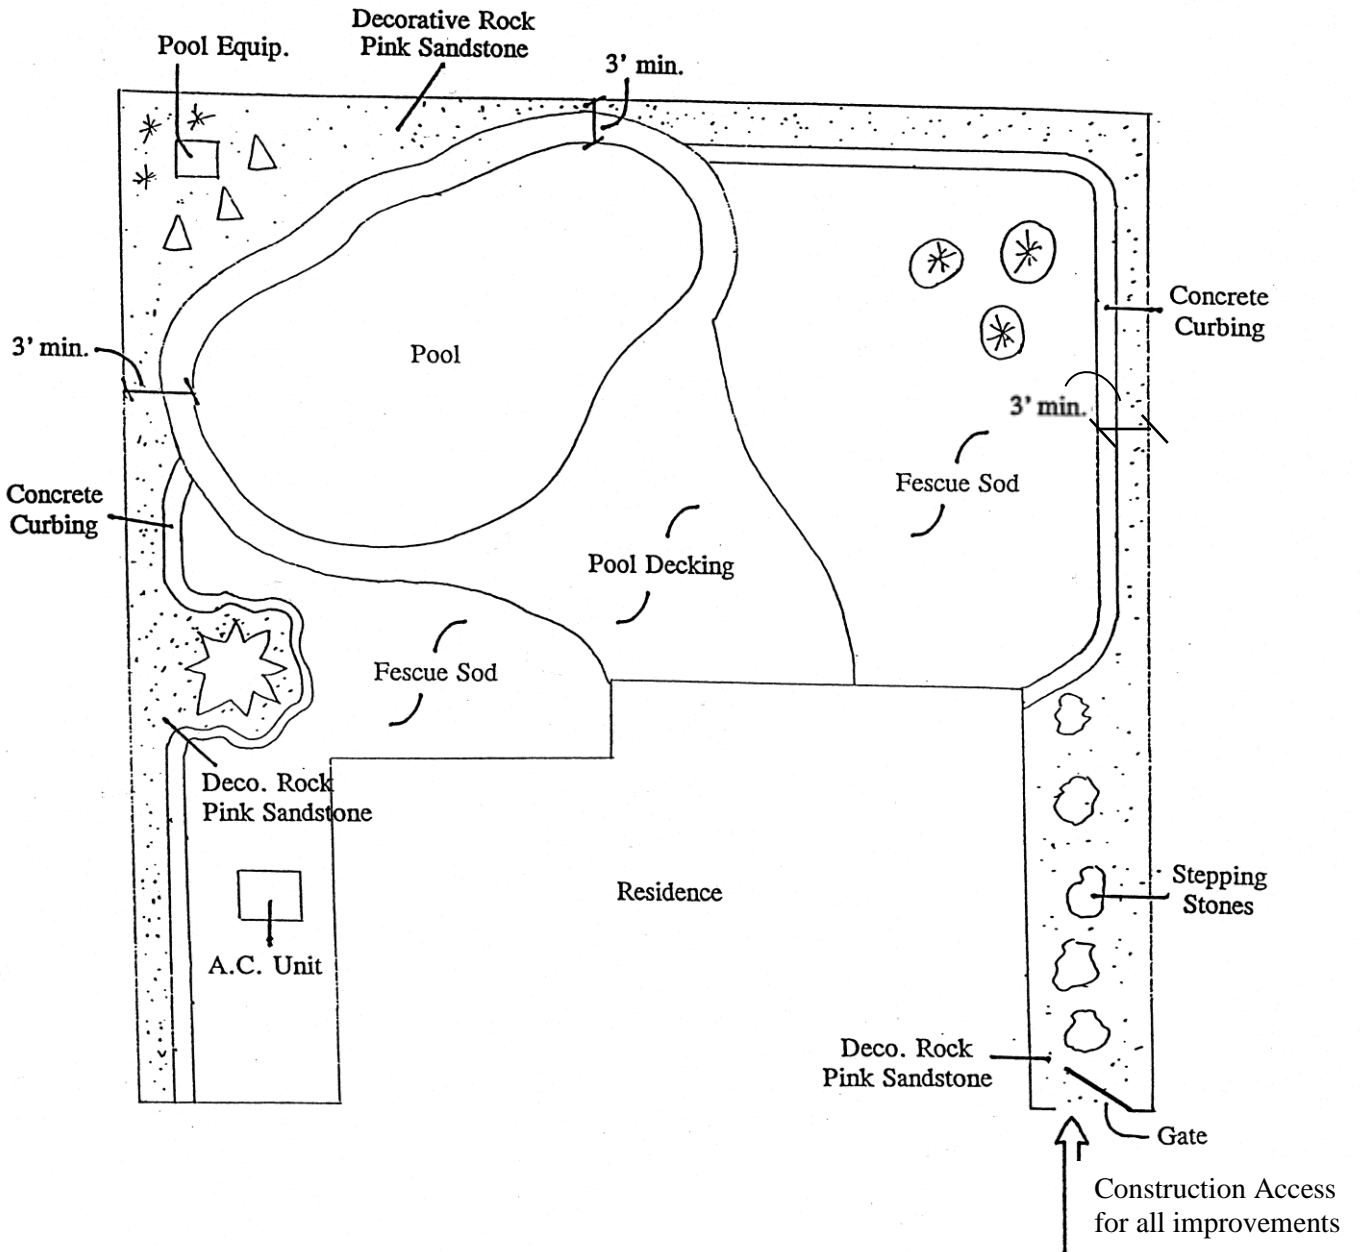 Decorative Rock
Pink Sandstone
Pool Equip.
3' min.
Concrete
Curbing
3' min.
Pool
3' min.
Fescue Sod
Concrete
Curbing
Pool Decking
Fescue Sod
Deco. Rock
Pink Sandstone
Stepping
Stones
Residence
A.C. Unit
Deco. Rock
Pink Sandstone
Gate
Construction Access
for all improvements